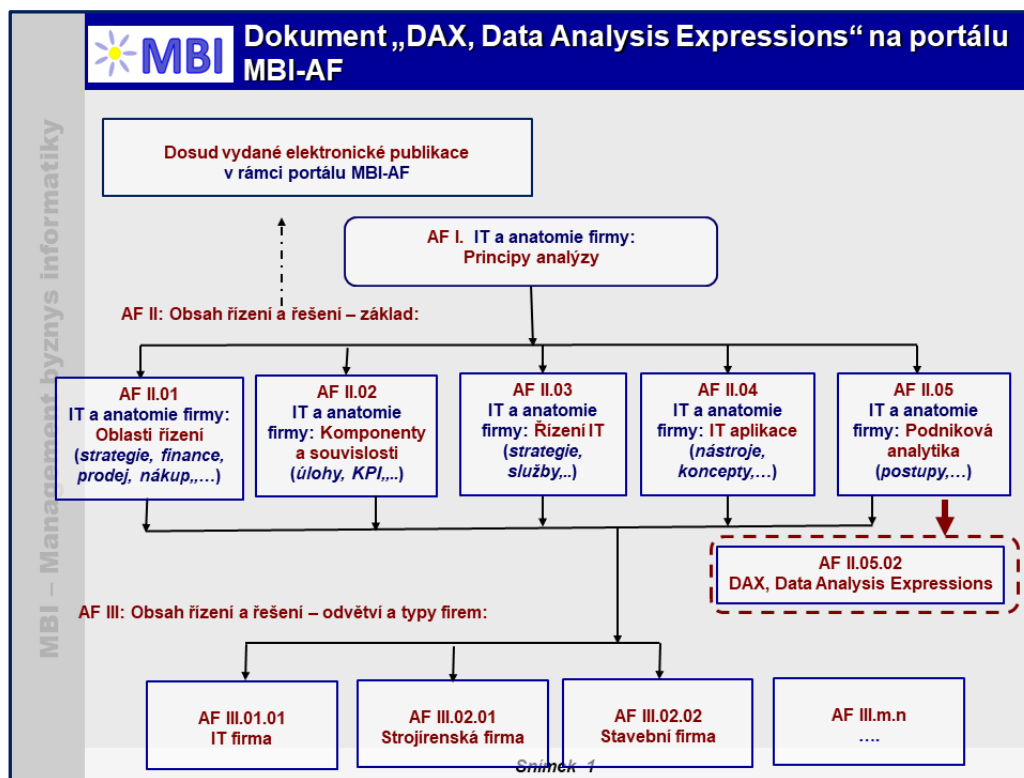 MBI
Dokument „DAX, Data Analysis Expressions“ na portálu
MBI-AF
MBI – Management byznys informatiky
Dosud vydané elektronické publikace
v rámci portálu MBI-AF
AF I. IT a anatomie firmy:
Principy analýzy
AF II: Obsah řízení a řešení – základ:
AF II.01
IT a anatomie firmy:
Oblasti řízení
(strategie, finance,
prodej, nákup,,…)
AF II.02
IT a anatomie
firmy: Komponenty
a souvislosti
(úlohy, KPI,,..)
AF II.03
IT a anatomie
firmy: Řízení IT
(strategie,
služby,..)
AF II.04
IT a anatomie
firmy: IT aplikace
(nástroje,
koncepty,…)
AF II.05
IT a anatomie
firmy: Podniková
analytika
(postupy,…)
AF II.05.02
DAX, Data Analysis Expressions
AF III: Obsah řízení a řešení – odvětví a typy firem:
AF III.01.01
IT firma
AF III.02.01
Strojírenská firma
AF III.02.02
Stavební firma
AF III.m.n
….
Snímek 1